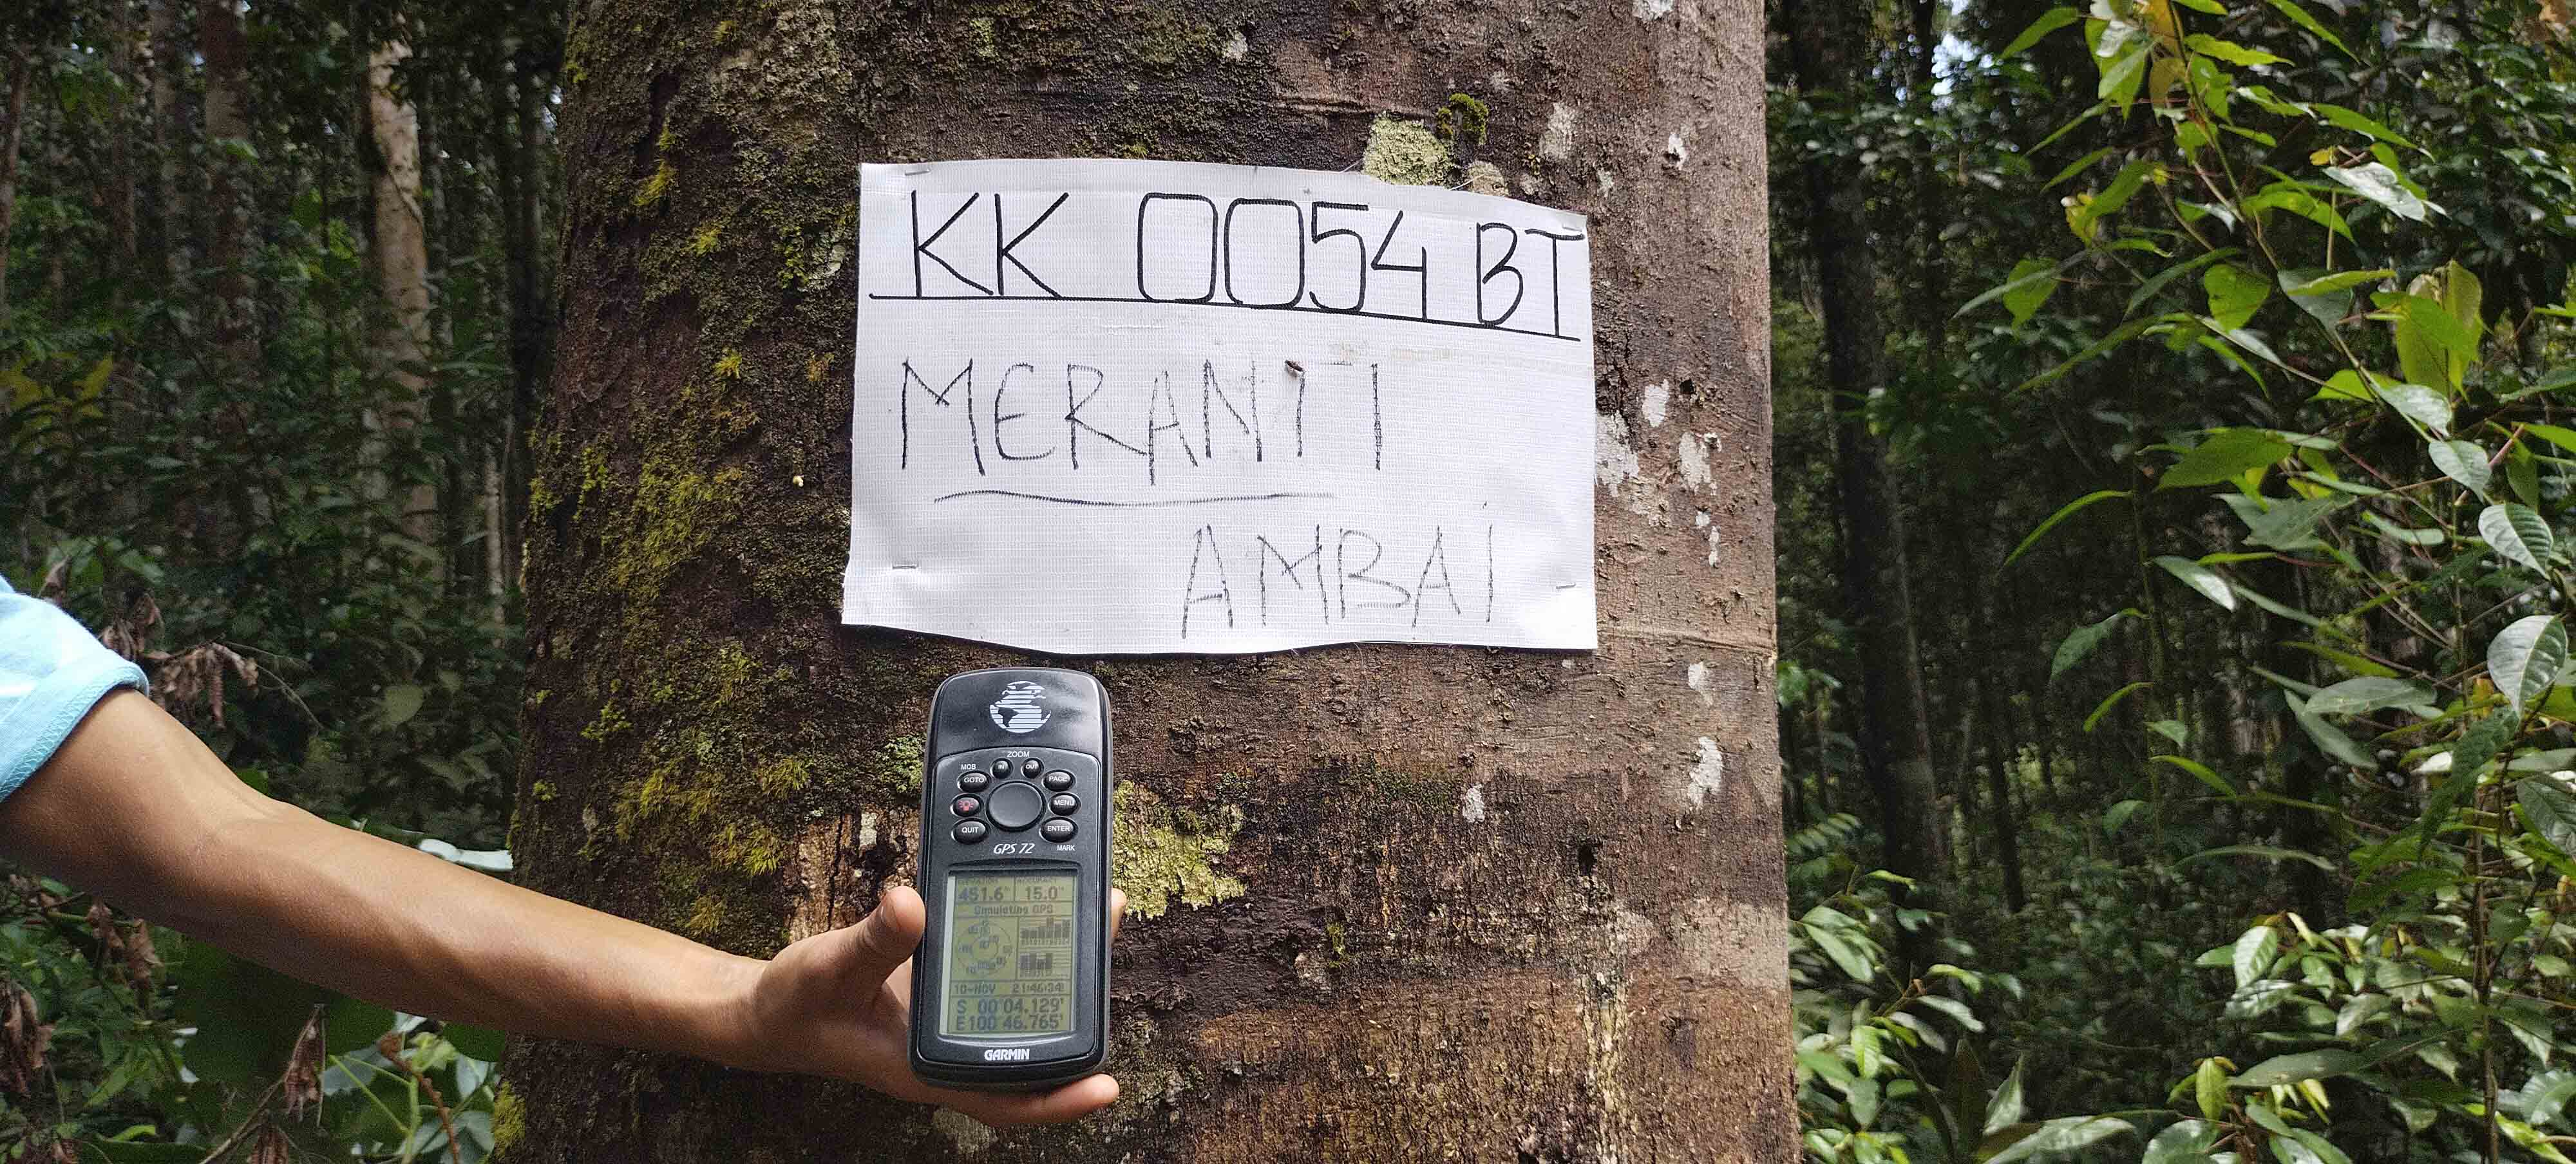 KK 0054 BT
MERANTI
AMBAI
ZOOM
MOB
IN OUT
GOTO PAGE
MENU
QUIT ENTER
GPS 72 MARK
451.6 15.0
Simulating GPS
10-NOV 21:46:34
S 00°04.129'
E100°46.765'
GARMIN